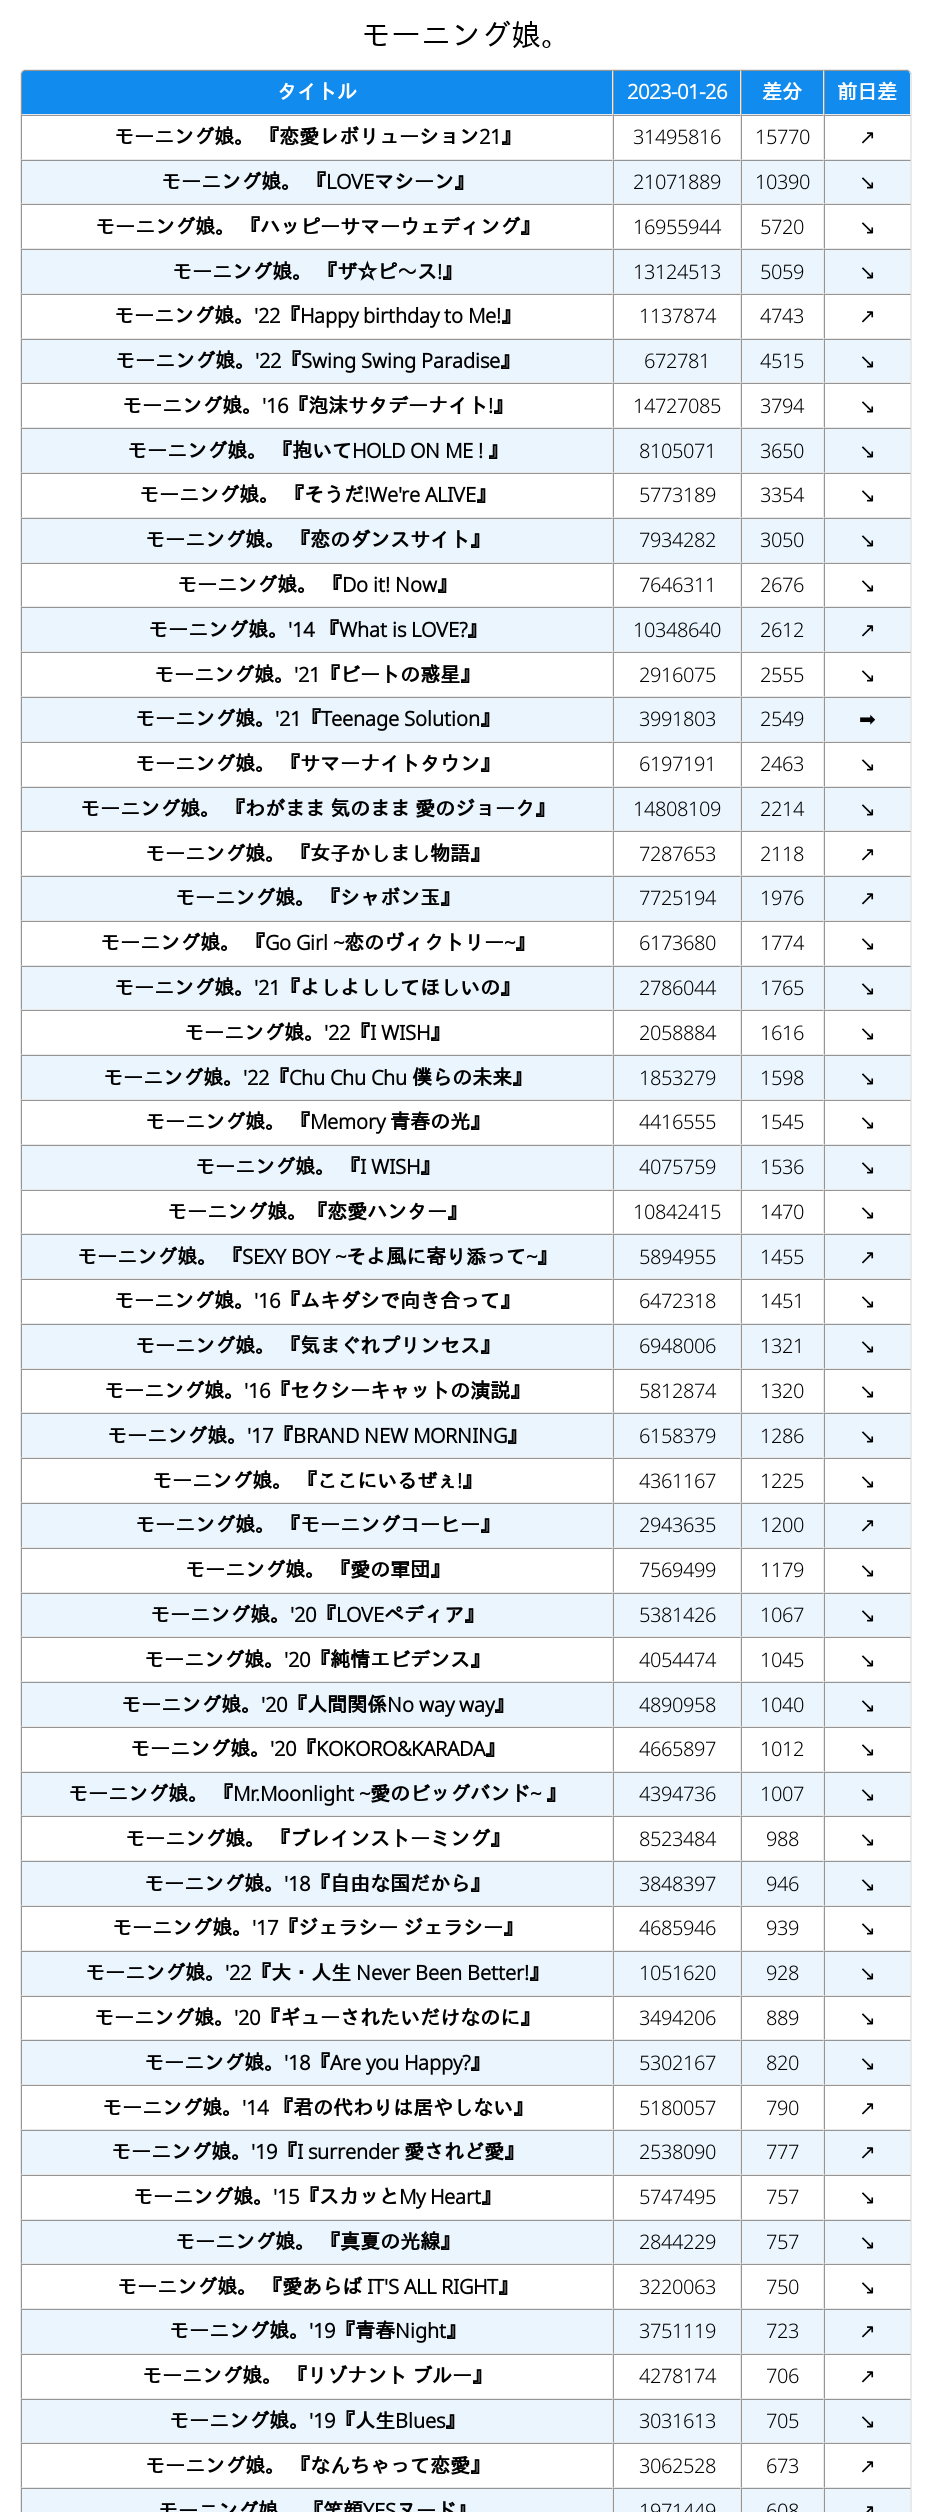 モーニング娘。
タイトル 2023-01-26 差分 前日差
モーニング娘。 『恋愛レボリューション21』 31495816 15770 ↗
モーニング娘。 『LOVEマシーン』 21071889 10390 ↘
モーニング娘。 『ハッピーサマーウェディング』 16955944 5720 ↘
モーニング娘。 『ザ☆ピ〜ス!』 13124513 5059 ↘
モーニング娘。'22『Happy birthday to Me!』 1137874 4743 ↗
モーニング娘。'22『Swing Swing Paradise』 672781 4515 ↘
モーニング娘。'16『泡沫サタデーナイト!』 14727085 3794 ↘
モーニング娘。 『抱いてHOLD ON ME ! 』 8105071 3650 ↘
モーニング娘。 『そうだ!We're ALIVE』 5773189 3354 ↘
モーニング娘。 『恋のダンスサイト』 7934282 3050 ↘
モーニング娘。 『Do it! Now』 7646311 2676 ↘
モーニング娘。'14 『What is LOVE?』 10348640 2612 ↗
モーニング娘。'21『ビートの惑星』 2916075 2555 ↘
モーニング娘。'21『Teenage Solution』 3991803 2549 ➡
モーニング娘。 『サマーナイトタウン』 6197191 2463 ↘
モーニング娘。 『わがまま 気のまま 愛のジョーク』 14808109 2214 ↘
モーニング娘。 『女子かしまし物語』 7287653 2118 ↗
モーニング娘。 『シャボン玉』 7725194 1976 ↗
モーニング娘。 『Go Girl ~恋のヴィクトリー~』 6173680 1774 ↘
モーニング娘。'21『よしよししてほしいの』 2786044 1765 ↘
モーニング娘。'22『I WISH』 2058884 1616 ↘
モーニング娘。'22『Chu Chu Chu 僕らの未来』 1853279 1598 ↘
モーニング娘。 『Memory 青春の光』 4416555 1545 ↘
モーニング娘。 『I WISH』 4075759 1536 ↘
モーニング娘。『恋愛ハンター』 10842415 1470 ↘
モーニング娘。 『SEXY BOY ~そよ風に寄り添って~』 5894955 1455 ↗
モーニング娘。'16『ムキダシで向き合って』 6472318 1451 ↘
モーニング娘。 『気まぐれプリンセス』 6948006 1321 ↘
モーニング娘。'16『セクシーキャットの演説』 5812874 1320 ↘
モーニング娘。'17『BRAND NEW MORNING』 6158379 1286 ↘
モーニング娘。 『ここにいるぜぇ!』 4361167 1225 ↘
モーニング娘。 『モーニングコーヒー』 2943635 1200 ↗
モーニング娘。 『愛の軍団』 7569499 1179 ↘
モーニング娘。'20『LOVEペディア』 5381426 1067 ↘
モーニング娘。'20『純情エビデンス』 4054474 1045 ↘
モーニング娘。'20『人間関係No way way』 4890958 1040 ↘
モーニング娘。'20『KOKORO&KARADA』 4665897 1012 ↘
モーニング娘。 『Mr.Moonlight ~愛のビッグバンド~ 』 4394736 1007 ↘
モーニング娘。 『ブレインストーミング』 8523484 988 ↘
モーニング娘。'18『自由な国だから』 3848397 946 ↘
モーニング娘。'17『ジェラシー ジェラシー』 4685946 939 ↘
モーニング娘。'22『大・人生 Never Been Better!』 1051620 928 ↘
モーニング娘。'20『ギューされたいだけなのに』 3494206 889 ↘
モーニング娘。'18『Are you Happy?』 5302167 820 ↘
モーニング娘。'14 『君の代わりは居やしない』 5180057 790 ↗
モーニング娘。'19『I surrender 愛されど愛』 2538090 777 ↗
モーニング娘。'15『スカッとMy Heart』 5747495 757 ↘
モーニング娘。 『真夏の光線』 2844229 757 ↘
モーニング娘。 『愛あらば IT'S ALL RIGHT』 3220063 750 ↘
モーニング娘。'19『青春Night』 3751119 723 ↗
モーニング娘。 『リゾナント ブルー』 4278174 706 ↗
モーニング娘。'19『人生Blues』 3031613 705 ↘
モーニング娘。 『なんちゃって恋愛』 3062528 673 ↗
モーニング娘。 『笑顔YESヌード』 1971449 608 ↗